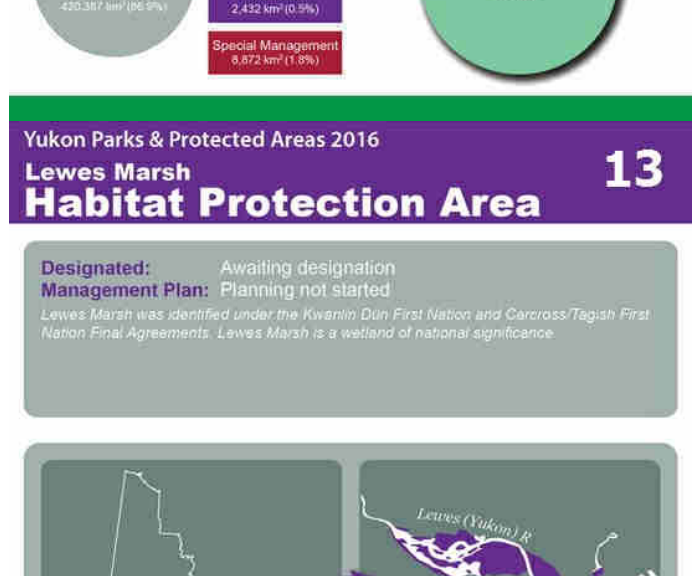 420,387 km² (86.9%)
2,432 km² (0.5%)
Special Management
8,872 km² (1.8%)
Yukon Parks & Protected Areas 2016
Lewes Marsh
13
Habitat Protection Area
Designated: Awaiting designation
Management Plan: Planning not started
Lewes Marsh was identified under the Kwanlin Dün First Nation and Carcross/Tagish First
Nation Final Agreements. Lewes Marsh is a wetland of national significance.
Lewes (Yukon) R